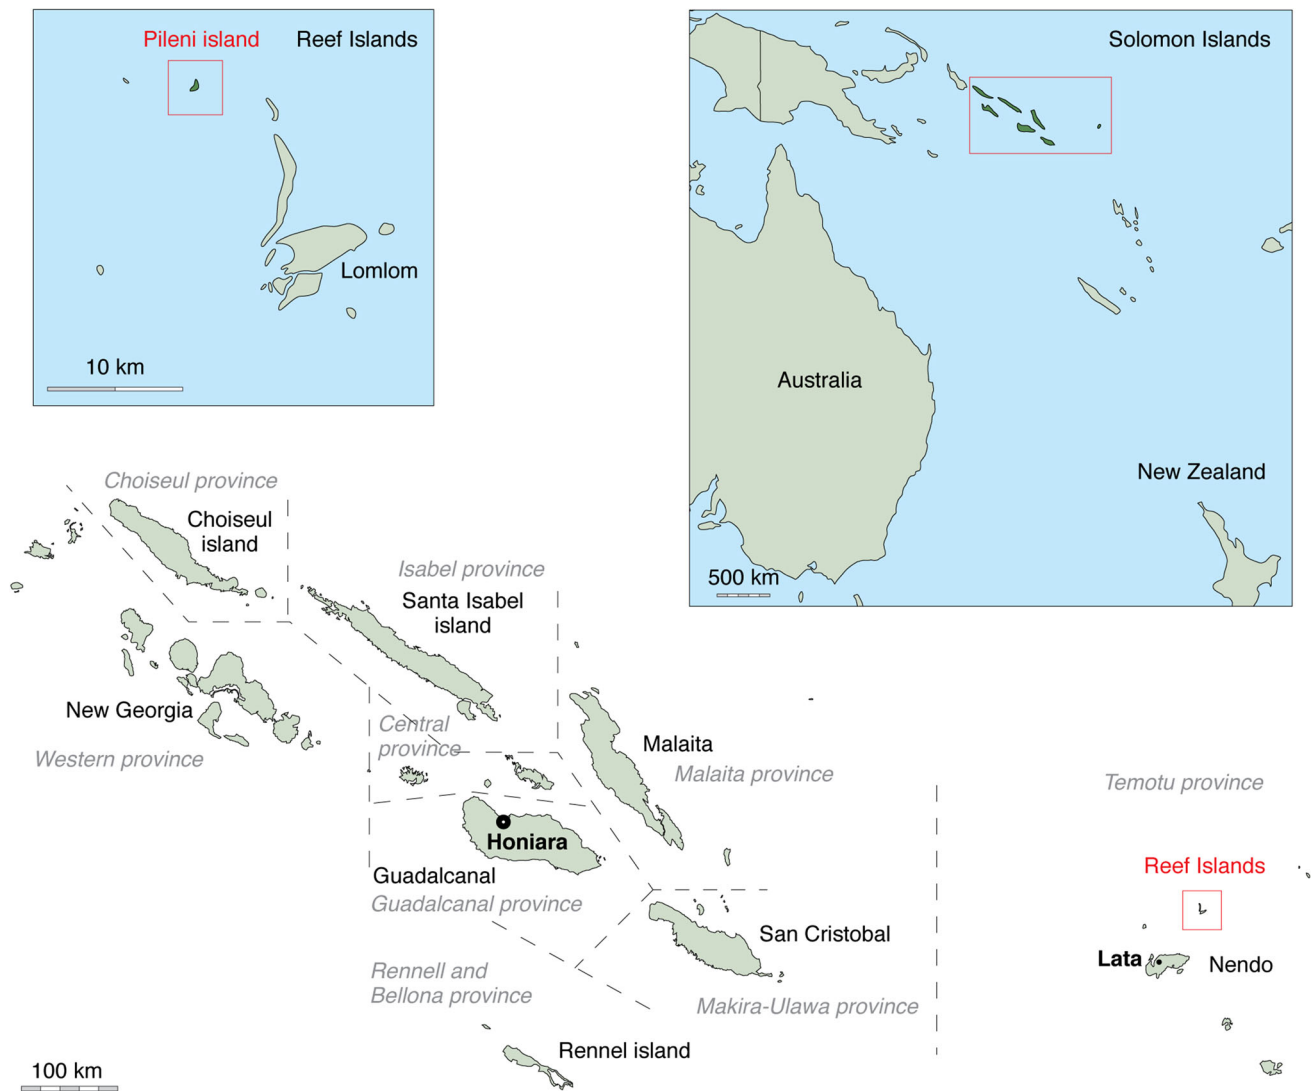 Pileni island
Reef Islands
Lomlom
10 km
Solomon Islands
Australia
New Zealand
500 km
Choiseul province
Choiseul
island
Isabel province
Santa Isabel
island
New Georgia
Western province
Central
province
Malaita
Malaita province
Temotu province
Honiara
Guadalcanal
Guadalcanal province
Reef Islands
San Cristobal
Lata
Nendo
Rennell and
Bellona province
Makira-Ulawa province
Rennel island
100 km